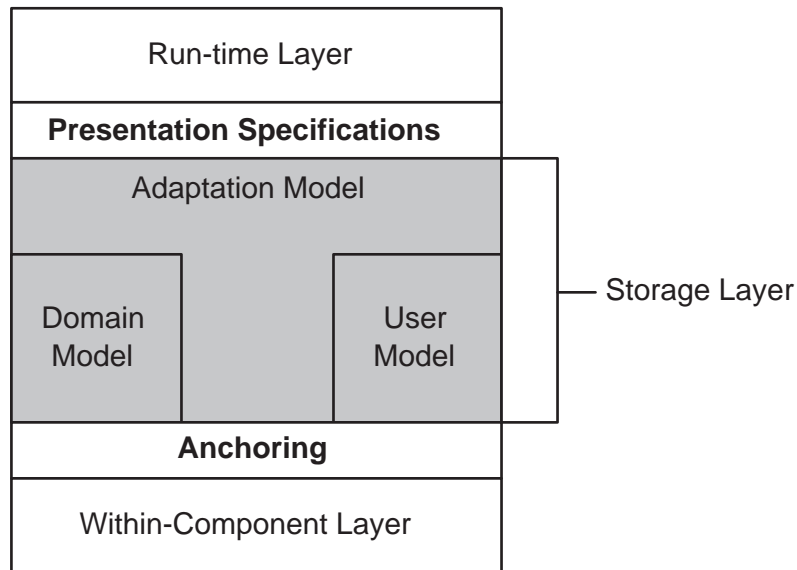 Run-time Layer
Presentation Specifications
Adaptation Model
Storage Layer
Domain
Model
User
Model
Anchoring
Within-Component Layer